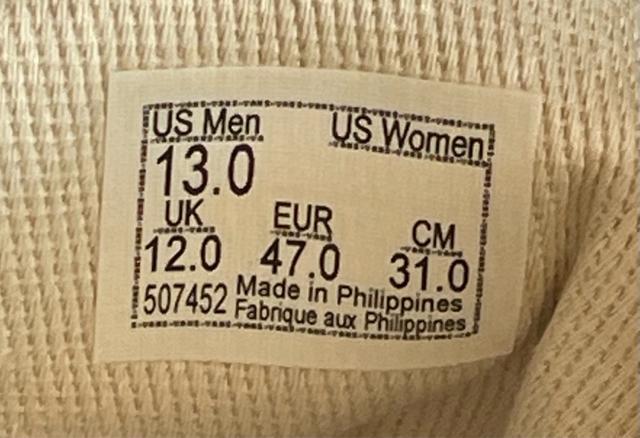 US Men US Women
13.0
UK EUR CM
12.0 47.0 31.0
507452 Made in Philippines
Fabrique aux Philippines